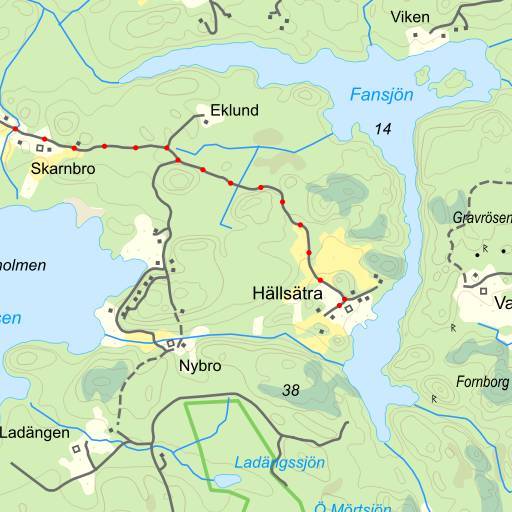 Viken
Fansjön
Eklund
14
Skarnbro
Gravrösen
holmen
Hällsätra
Va
sen
Nybro
Fornborg
38
Ladängen
Ladängssjön
Ö Mörtsjön